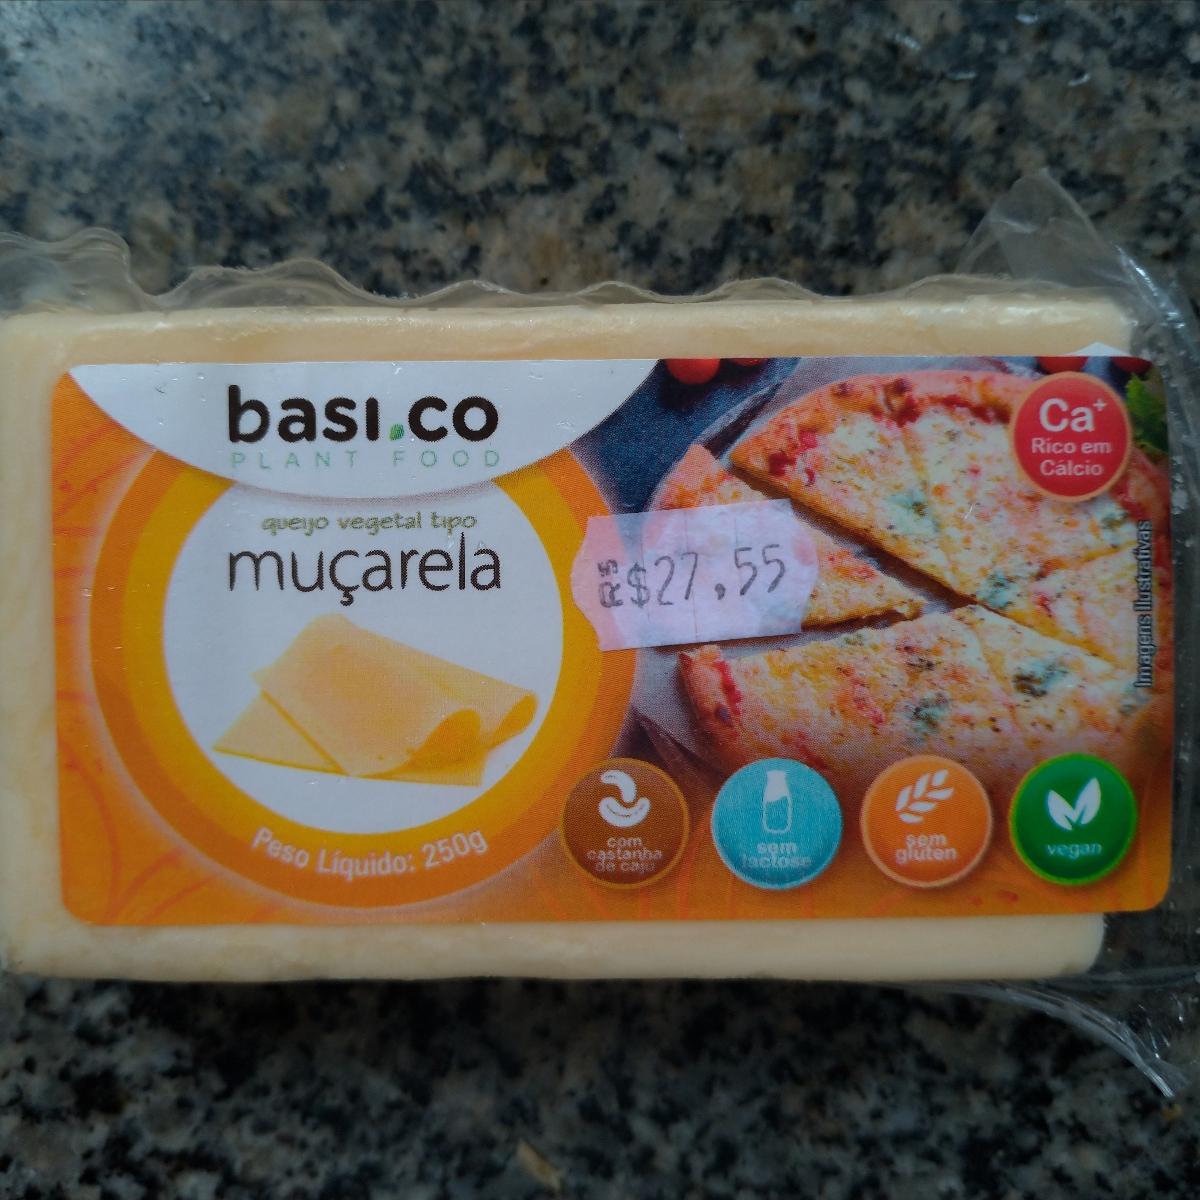 basi.co
PLANT FOOD
queijo vegetal tipo
muçarela
Peso Líquido: 250g
R$
$27,55
Ca+
Rico em
Cálcio
Imagens Ilustrativas
com
castanha
de caju
sem
lactose
sem
glúten
vegan